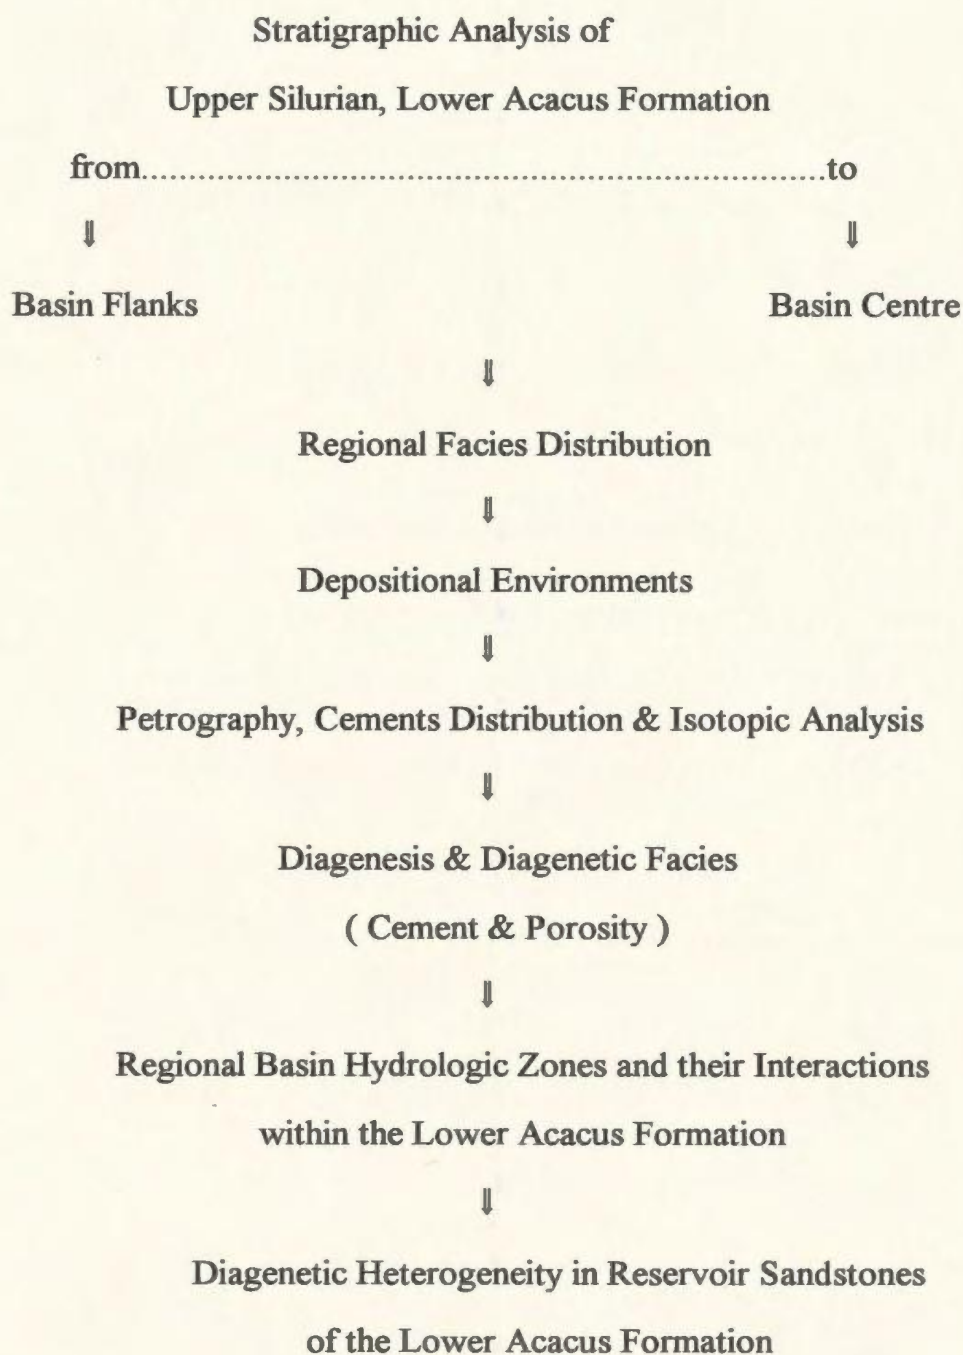 Stratigraphic Analysis of
Upper Silurian, Lower Acacus Formation
from......................................................................to
⇓ ⇓
Basin Flanks Basin Centre
⇓
Regional Facies Distribution
⇓
Depositional Environments
⇓
Petrography, Cements Distribution & Isotopic Analysis
⇓
Diagenesis & Diagenetic Facies
( Cement & Porosity )
⇓
Regional Basin Hydrologic Zones and their Interactions
within the Lower Acacus Formation
⇓
Diagenetic Heterogeneity in Reservoir Sandstones
of the Lower Acacus Formation